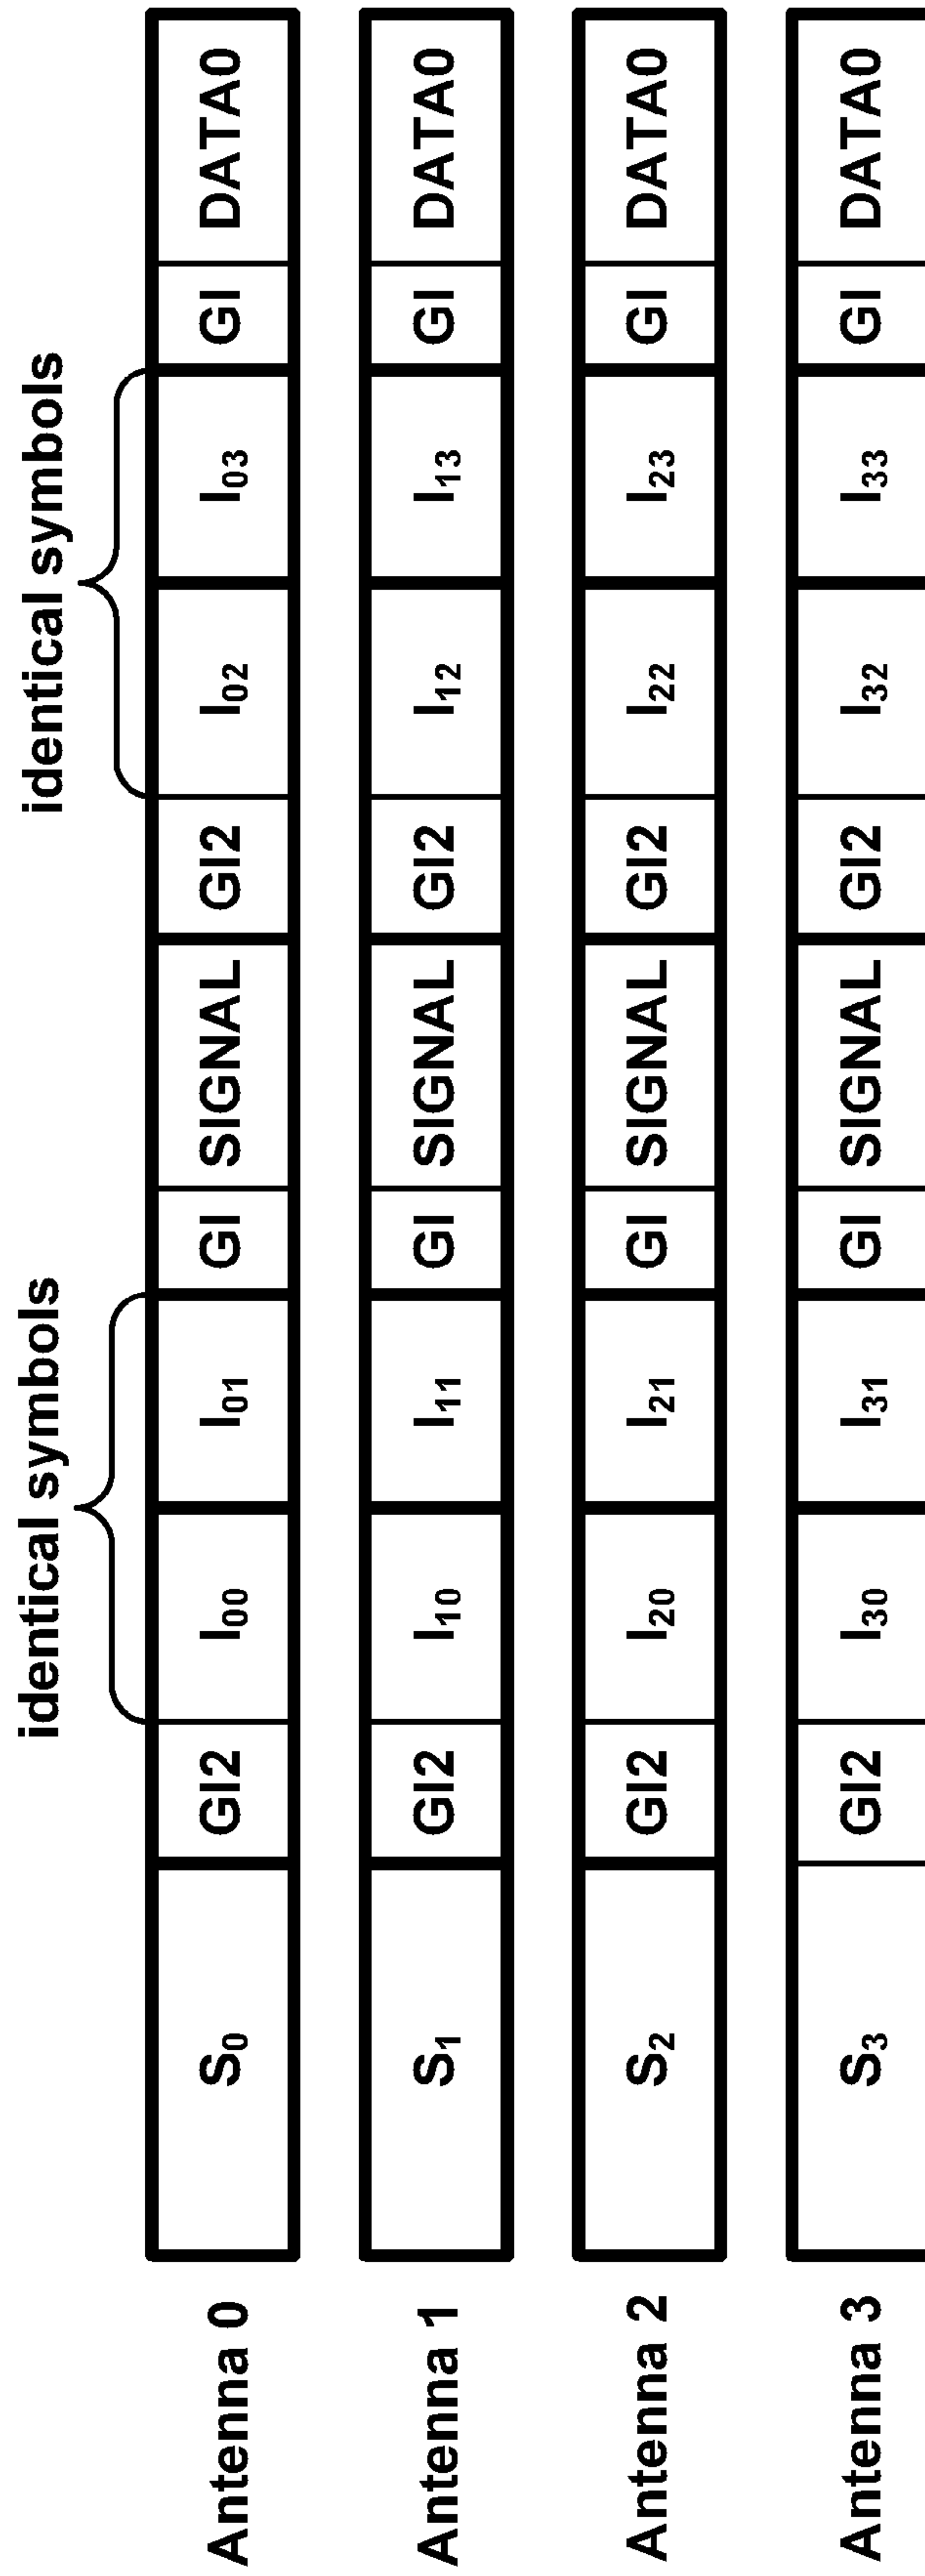 identical symbols identical symbols
Antenna 0 S₀ GI2 I₀₀ I₀₁ GI SIGNAL GI2 I₀₂ I₀₃ GI DATA0
Antenna 1 S₁ GI2 I₁₀ I₁₁ GI SIGNAL GI2 I₁₂ I₁₃ GI DATA0
Antenna 2 S₂ GI2 I₂₀ I₂₁ GI SIGNAL GI2 I₂₂ I₂₃ GI DATA0
Antenna 3 S₃ GI2 I₃₀ I₃₁ GI SIGNAL GI2 I₃₂ I₃₃ GI DATA0